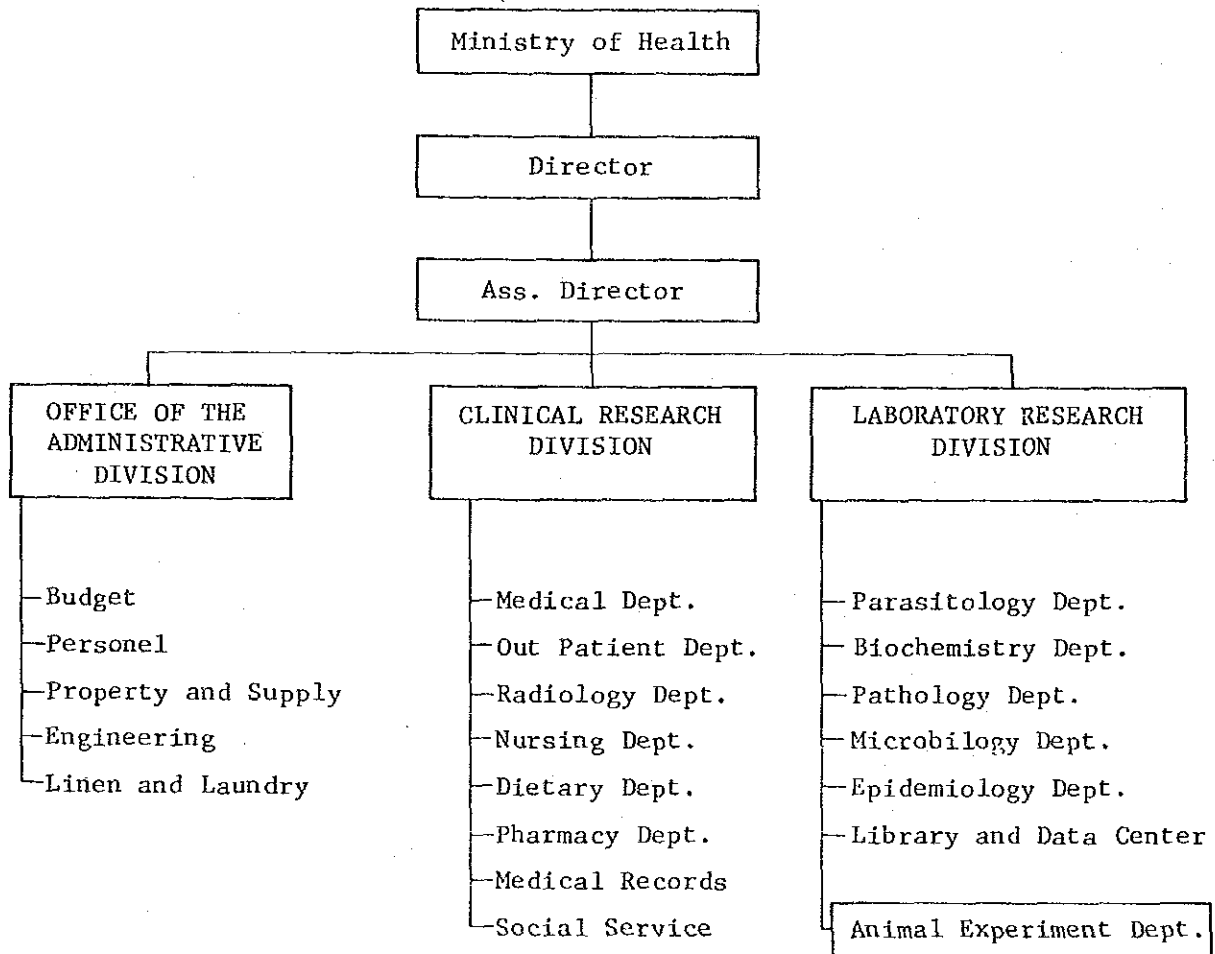 Ministry of Health
Director
Ass. Director
OFFICE OF THE
ADMINISTRATIVE
DIVISION
Budget
Personel
Property and Supply
Engineering
Linen and Laundry
CLINICAL RESEARCH
DIVISION
Medical Dept.
Out Patient Dept.
Radiology Dept.
Nursing Dept.
Dietary Dept.
Pharmacy Dept.
Medical Records
Social Service
LABORATORY RESEARCH
DIVISION
Parasitology Dept.
Biochemistry Dept.
Pathology Dept.
Microbilogy Dept.
Epidemiology Dept.
Library and Data Center
Animal Experiment Dept.